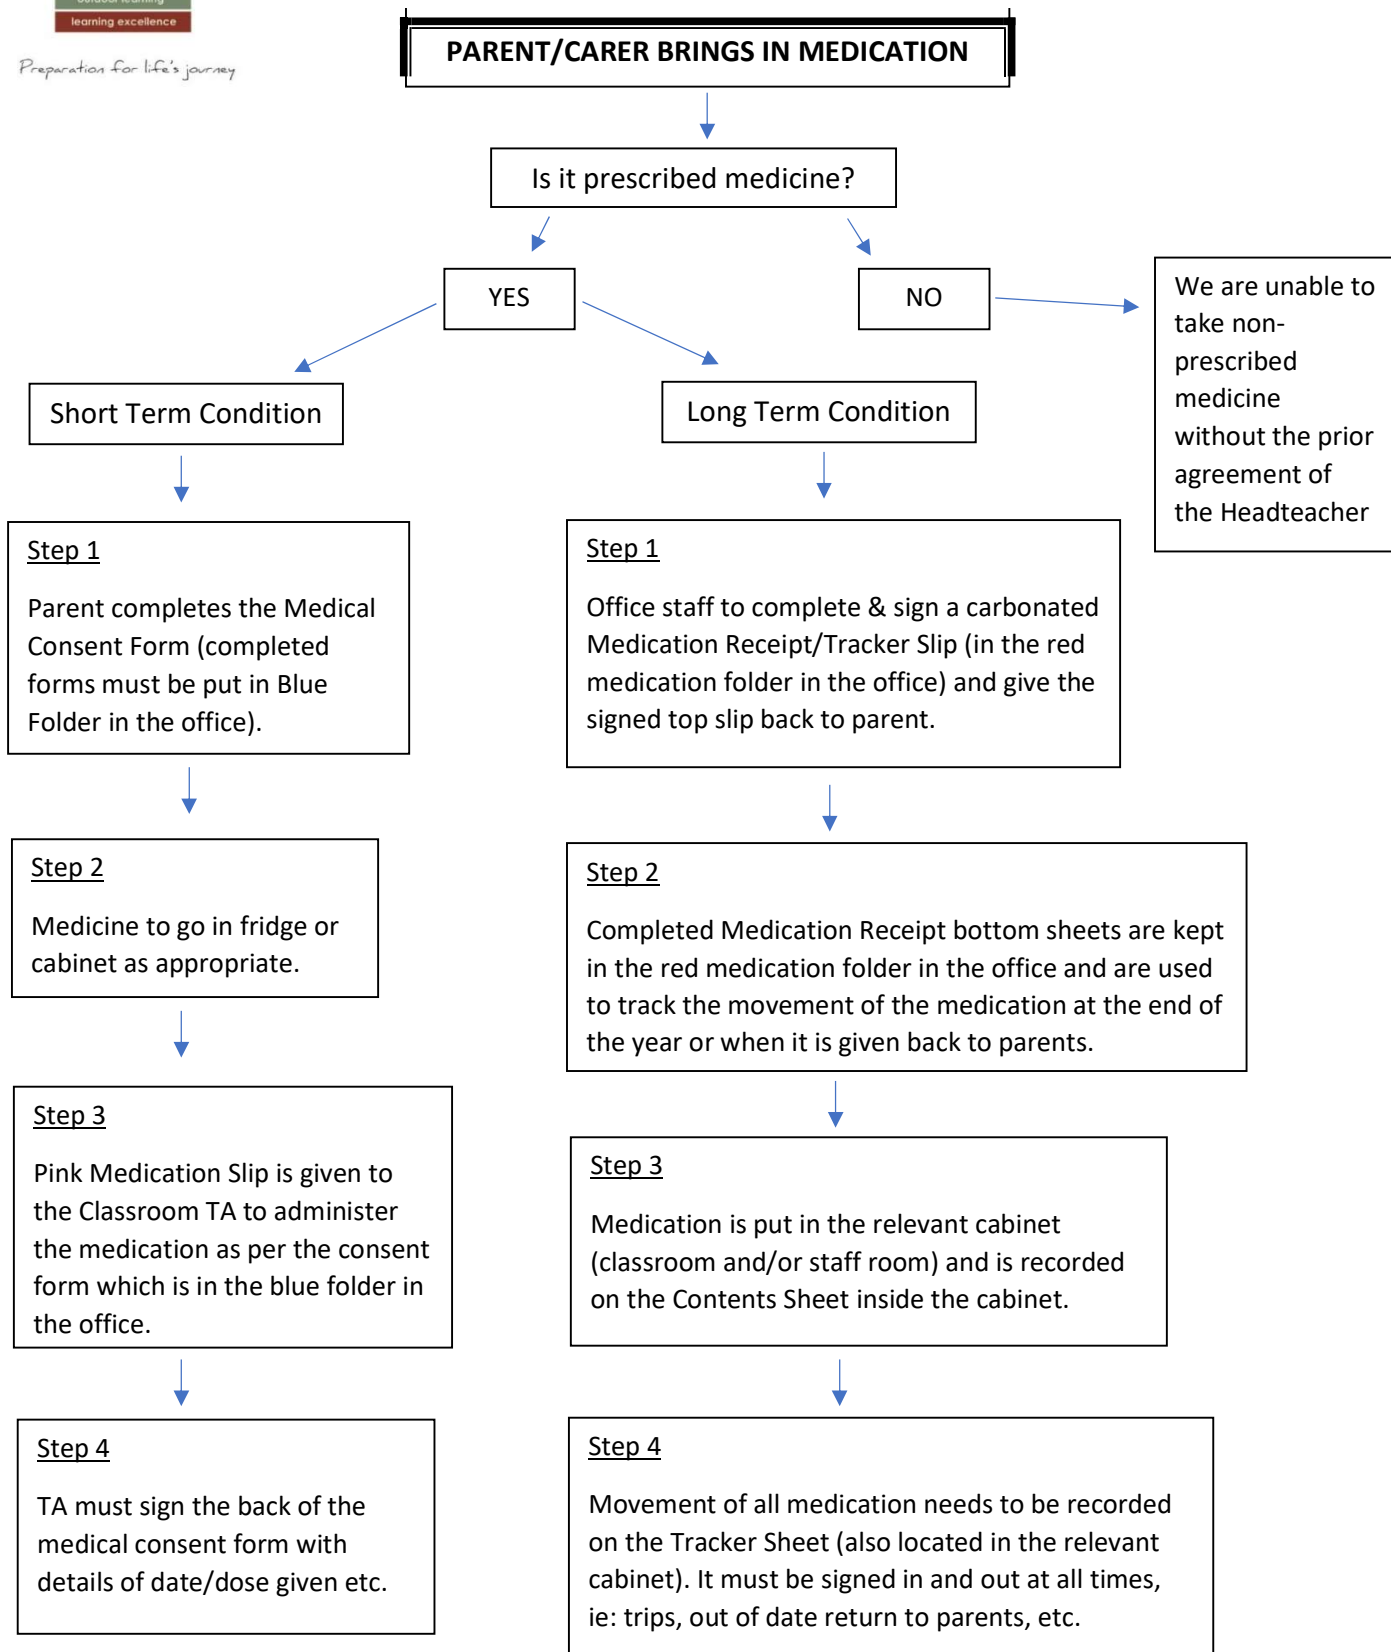 outdoor learning
learning excellence
Preparation for life's journey
PARENT/CARER BRINGS IN MEDICATION
Is it prescribed medicine?
YES
NO
We are unable to
take non-
prescribed
medicine
without the prior
agreement of
the Headteacher
Short Term Condition
Long Term Condition
Step 1
Parent completes the Medical
Consent Form (completed
forms must be put in Blue
Folder in the office).
Step 2
Medicine to go in fridge or
cabinet as appropriate.
Step 3
Pink Medication Slip is given to
the Classroom TA to administer
the medication as per the consent
form which is in the blue folder in
the office.
Step 4
TA must sign the back of the
medical consent form with
details of date/dose given etc.
Step 1
Office staff to complete & sign a carbonated
Medication Receipt/Tracker Slip (in the red
medication folder in the office) and give the
signed top slip back to parent.
Step 2
Completed Medication Receipt bottom sheets are kept
in the red medication folder in the office and are used
to track the movement of the medication at the end of
the year or when it is given back to parents.
Step 3
Medication is put in the relevant cabinet
(classroom and/or staff room) and is recorded
on the Contents Sheet inside the cabinet.
Step 4
Movement of all medication needs to be recorded
on the Tracker Sheet (also located in the relevant
cabinet). It must be signed in and out at all times,
ie: trips, out of date return to parents, etc.